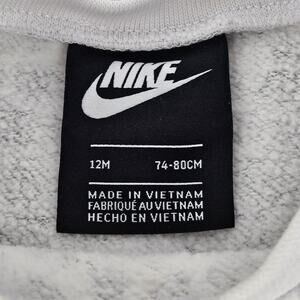 NIKE
12M 74-80CM
MADE IN VIETNAM
FABRIQUÉ AU VIETNAM
HECHO EN VIETNAM